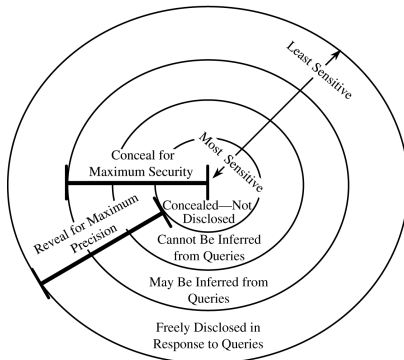 Least Sensitive
Most Sensitive
Conceal for
Maximum Security
Concealed—Not
Disclosed
Reveal for Maximum
Precision
Cannot Be Inferred
from Queries
May Be Inferred from
Queries
Freely Disclosed in
Response to Queries